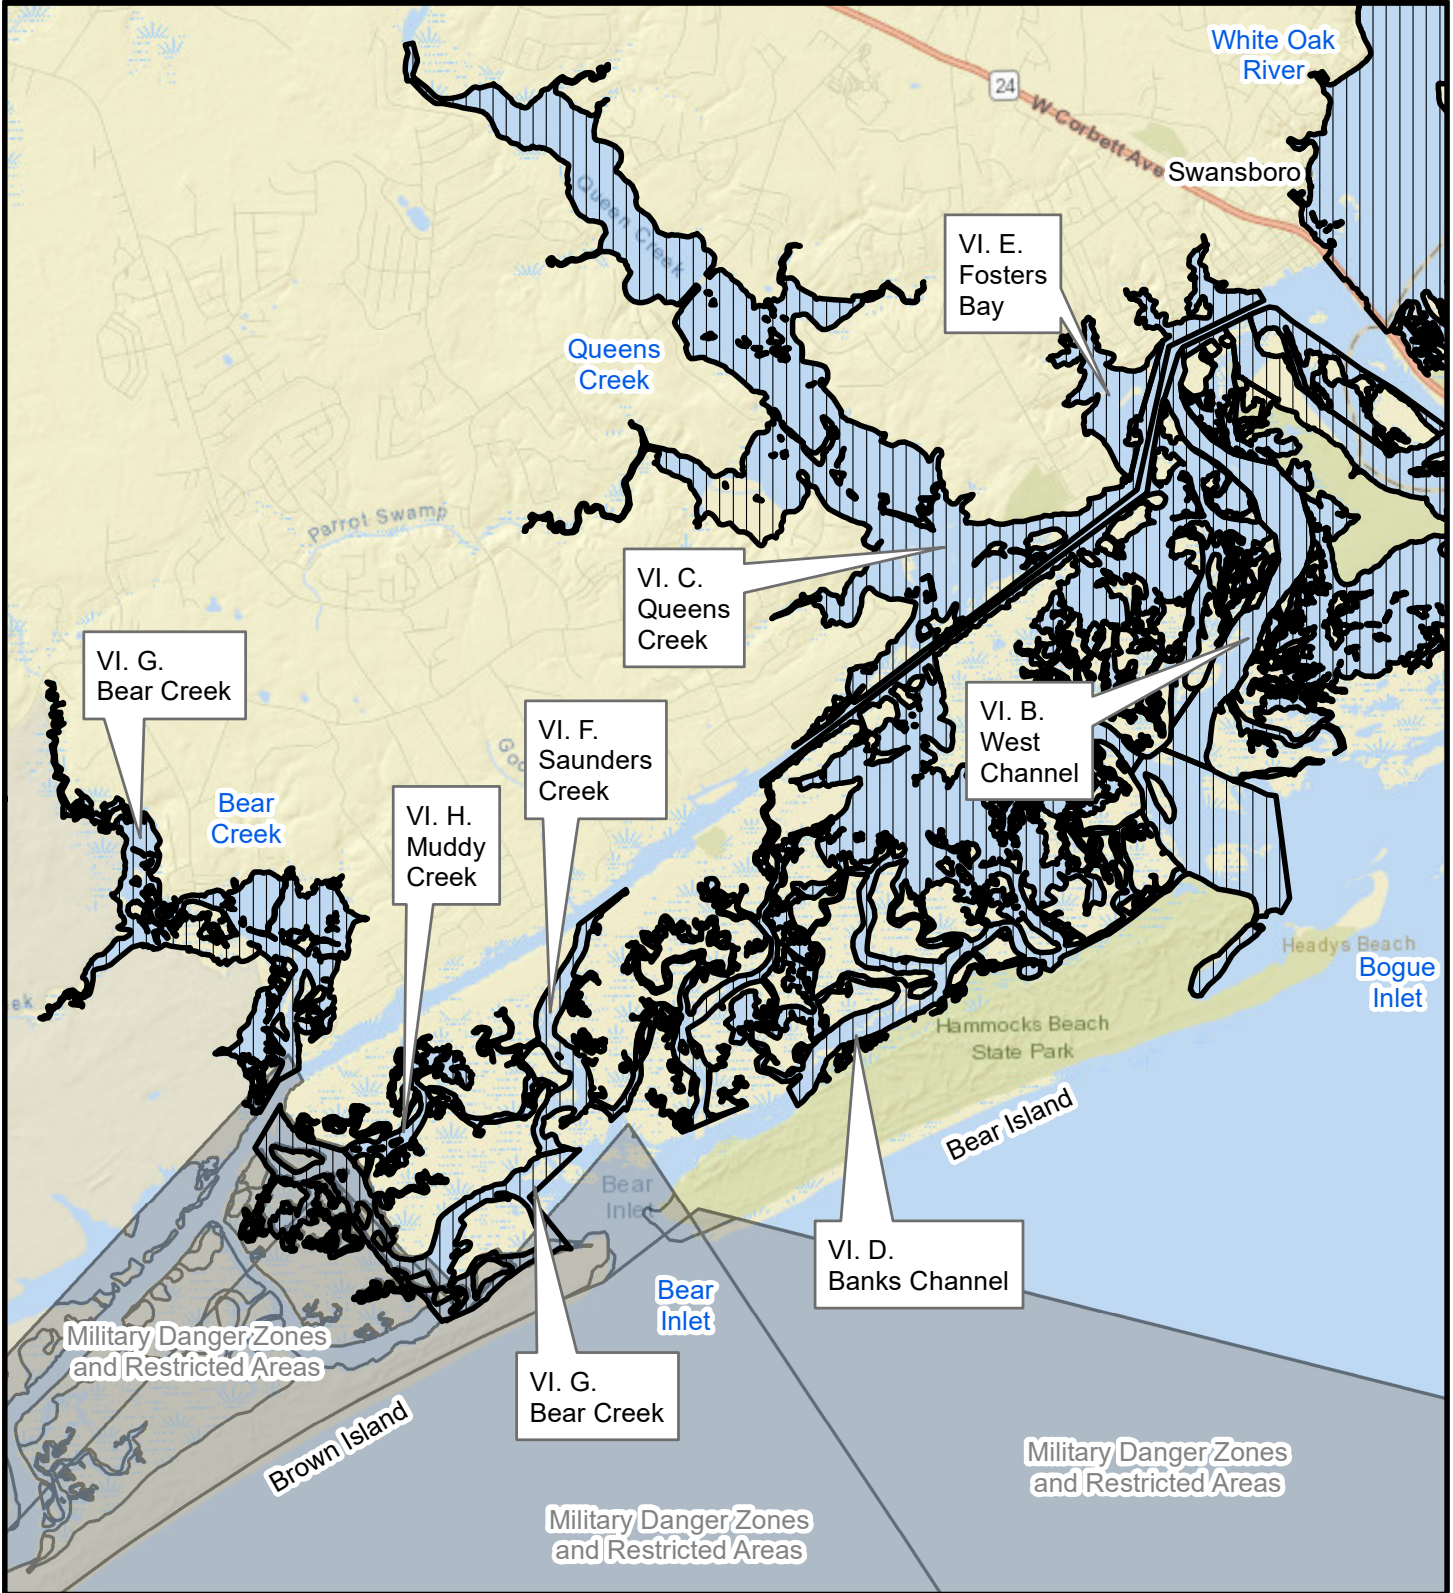 White Oak
River
24
W Corbett Ave
Swansboro
Queen Creek
VI. E.
Fosters
Bay
Queens
Creek
Parrot Swamp
VI. C.
Queens
Creek
VI. G.
Bear Creek
VI. B.
West
Channel
VI. F.
Saunders
Creek
Bear
Creek
VI. H.
Muddy
Creek
Headys Beach
Bogue
Inlet
Hammocks Beach
State Park
Bear Island
Bear
Inlet
VI. D.
Banks Channel
Bear
Inlet
Military Danger Zones
and Restricted Areas
VI. G.
Bear Creek
Brown Island
Military Danger Zones
and Restricted Areas
Military Danger Zones
and Restricted Areas